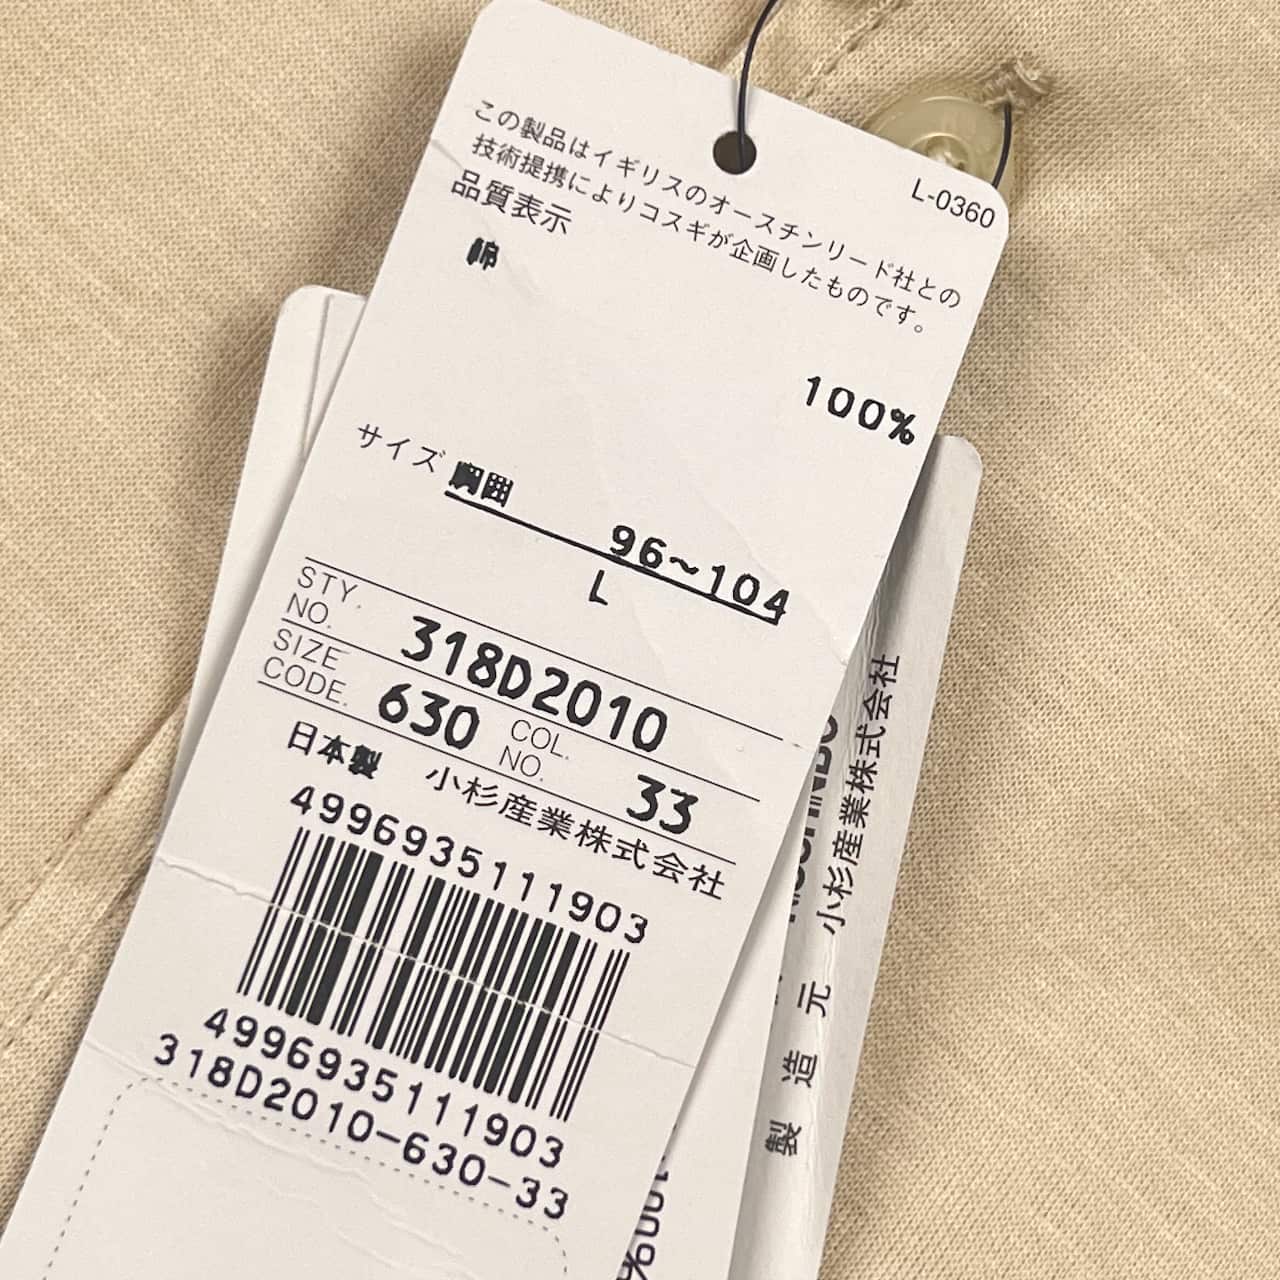 L-0360
この製品はイギリスのオースチンリード社との
技術提携によりコスギが企画したものです。
品質表示
綿
100%
サイズ 胸囲
96~104
L
STY. NO. 318D2010
SIZE CODE. 630 COL. NO. 33
日本製 小杉産業株式会社
4996935111903
4996935111903
318D2010-630-33
製造元 小杉産業株式会社
100%